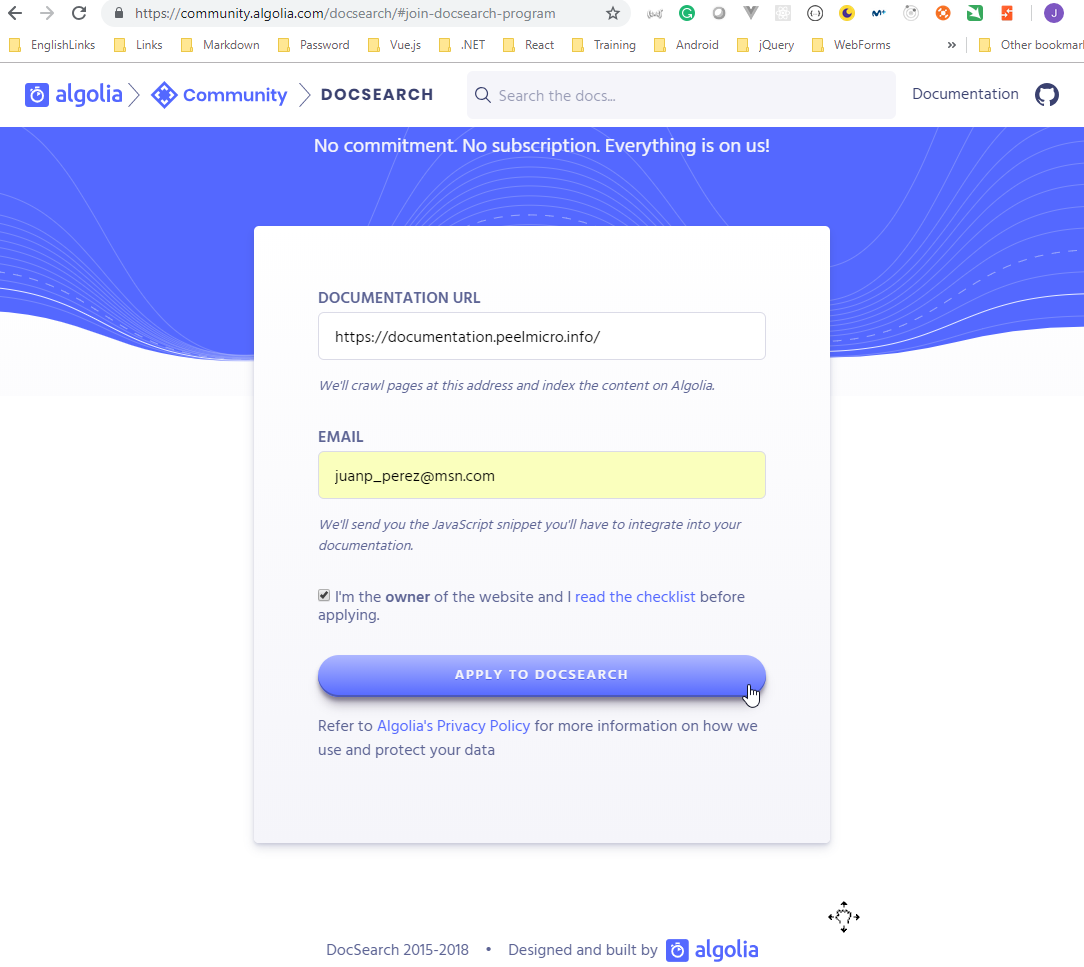 https://community.algolia.com/docsearch/#join-docsearch-program
J
EnglishLinks Links Markdown Password Vue.js .NET React Training Android jQuery WebForms » Other bookmar
algolia Community DOCSEARCH Search the docs... Documentation
No commitment. No subscription. Everything is on us!
DOCUMENTATION URL
https://documentation.peelmicro.info/
We'll crawl pages at this address and index the content on Algolia.
EMAIL
juanp_perez@msn.com
We'll send you the JavaScript snippet you'll have to integrate into your
documentation.
I'm the owner of the website and I read the checklist before
applying.
APPLY TO DOCSEARCH
Refer to Algolia's Privacy Policy for more information on how we
use and protect your data
DocSearch 2015-2018 • Designed and built by algolia